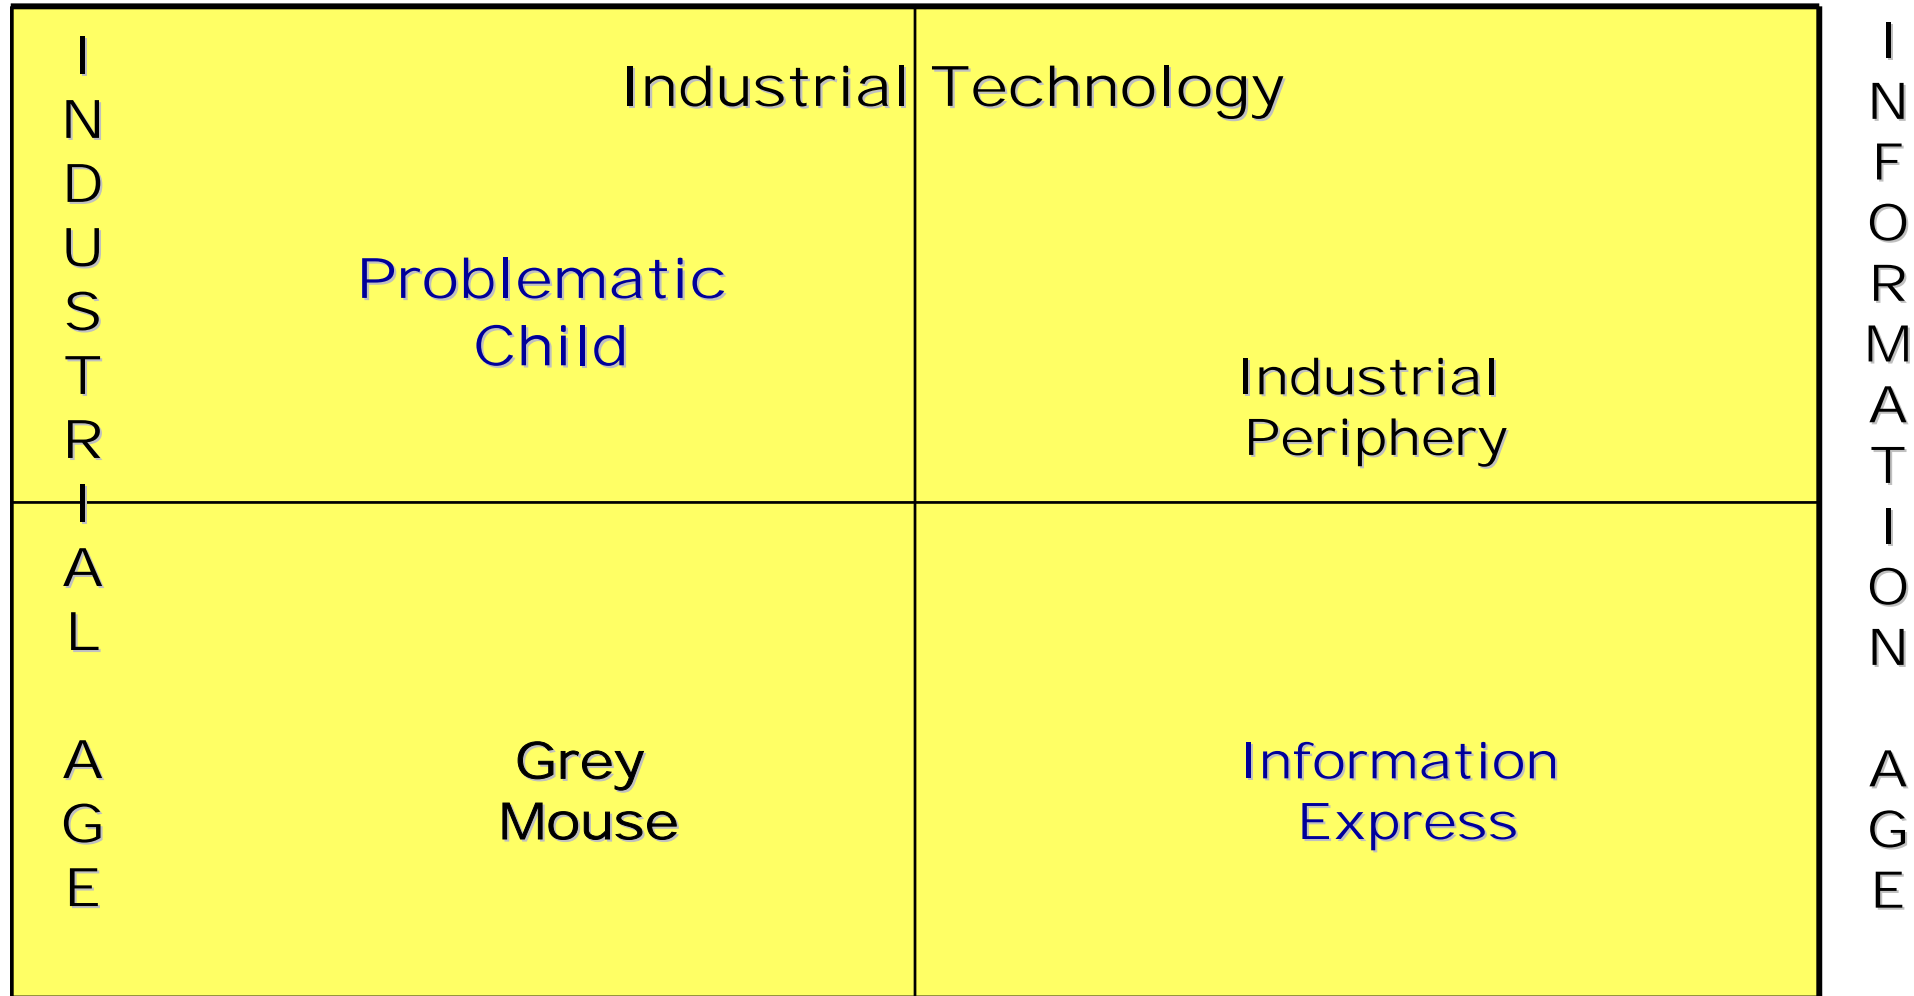 INDUSTRIAL AGE
Industrial Technology
Problematic
Child
Industrial
Periphery
Grey
Mouse
Information
Express
INFORMATION AGE